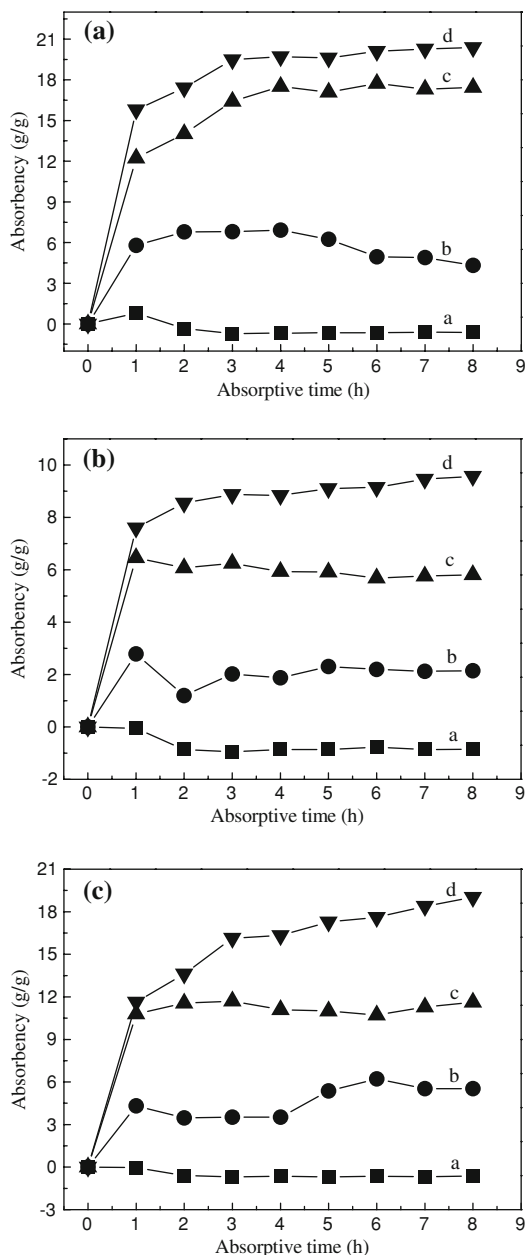 (a)
21
18
15
12
9
6
3
0
Absorbency (g/g)
d
c
b
a
0 1 2 3 4 5 6 7 8 9
Absorptive time (h)
(b)
10
8
6
4
2
0
-2
Absorbency (g/g)
d
c
b
a
0 1 2 3 4 5 6 7 8 9
Absorptive time (h)
(c)
21
18
15
12
9
6
3
0
-3
Absorbency (g/g)
d
c
b
a
0 1 2 3 4 5 6 7 8 9
Absorptive time (h)